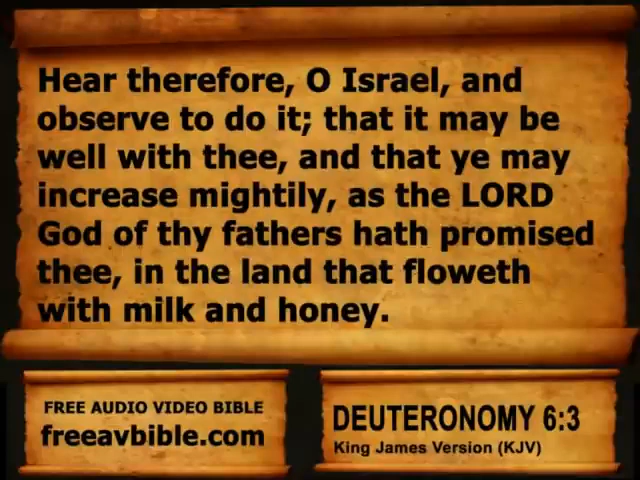 Hear therefore, O Israel, and
observe to do it; that it may be
well with thee, and that ye may
increase mightily, as the LORD
God of thy fathers hath promised
thee, in the land that floweth
with milk and honey.
FREE AUDIO VIDEO BIBLE
freeavbible.com
DEUTERONOMY 6:3
King James Version (KJV)